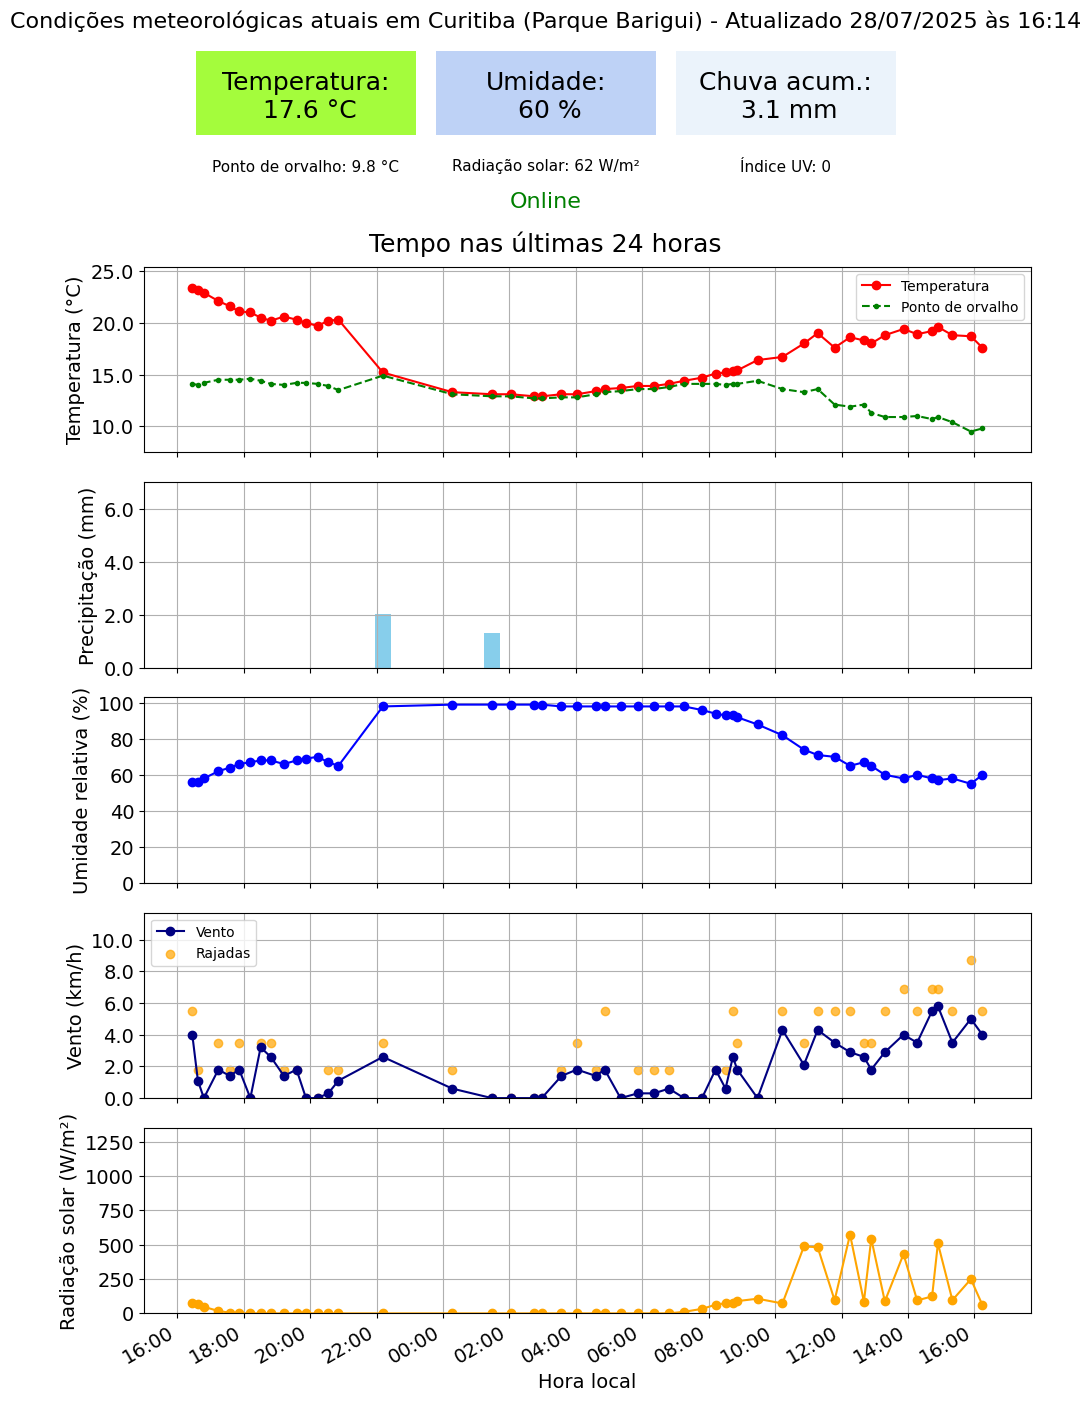 Condições meteorológicas atuais em Curitiba (Parque Barigui) - Atualizado 28/07/2025 às 16:14
Temperatura:
17.6 °C
Umidade:
60 %
Chuva acum.:
3.1 mm
Ponto de orvalho: 9.8 °C
Radiação solar: 62 W/m²
Índice UV: 0
Online
Tempo nas últimas 24 horas
Temperatura (°C)
25.0
20.0
15.0
10.0
Temperatura
Ponto de orvalho
Precipitação (mm)
6.0
4.0
2.0
0.0
Umidade relativa (%)
100
80
60
40
20
0
Vento (km/h)
10.0
8.0
6.0
4.0
2.0
0.0
Vento
Rajadas
Radiação solar (W/m²)
1250
1000
750
500
250
0
16:00
18:00
20:00
22:00
00:00
02:00
04:00
06:00
08:00
10:00
12:00
14:00
16:00
Hora local